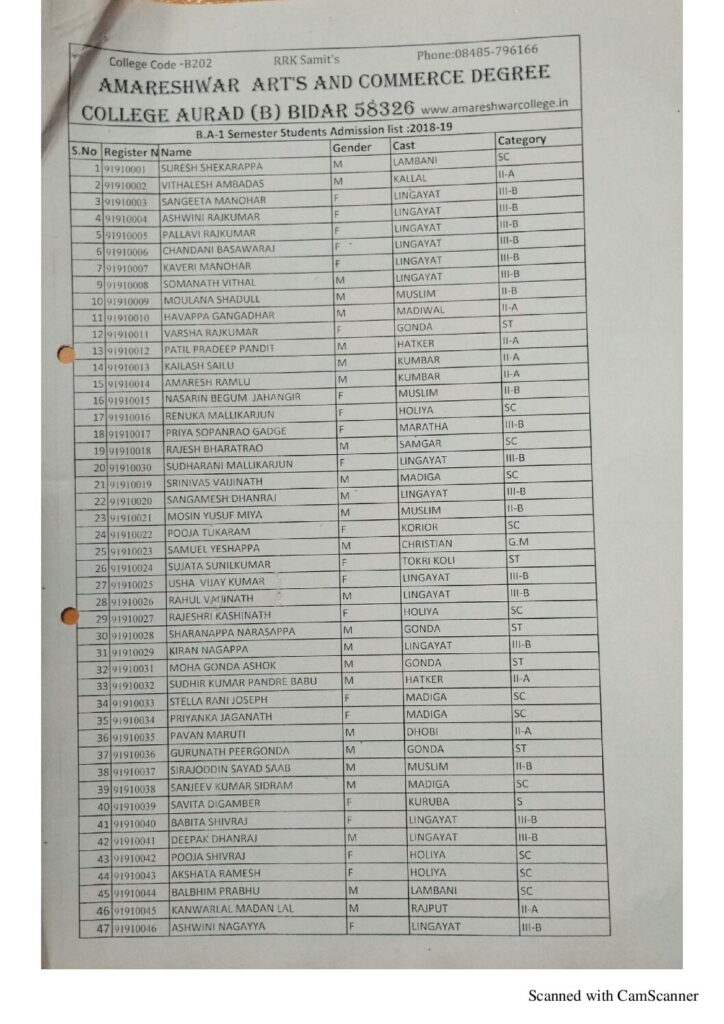 College Code -B202 RRK Samit's Phone:08485-796166
AMARESHWAR ART'S AND COMMERCE DEGREE
COLLEGE AURAD (B) BIDAR 58326 www.amareshwarcollege.in
B.A-1 Semester Students Admission list :2018-19
S.No Register N Name Gender Cast Category
1 91910001 SURESH SHEKARAPPA M LAMBANI SC
2 91910002 VITHALESH AMBADAS M KALLAL II-A
3 91910003 SANGEETA MANOHAR F LINGAYAT III-B
4 91910004 ASHWINI RAJKUMAR F LINGAYAT III-B
5 91910005 PALLAVI RAJKUMAR F LINGAYAT III-B
6 91910006 CHANDANI BASAWARAJ F LINGAYAT III-B
7 91910007 KAVERI MANOHAR F LINGAYAT III-B
9 91910008 SOMANATH VITHAL M LINGAYAT III-B
10 91910009 MOULANA SHADULL M MUSLIM II-B
11 91910010 HAVAPPA GANGADHAR M MADIWAL II-A
12 91910011 VARSHA RAJKUMAR F GONDA ST
13 91910012 PATIL PRADEEP PANDIT M HATKER II-A
14 91910013 KAILASH SAILU M KUMBAR II-A
15 91910014 AMARESH RAMLU M KUMBAR II-A
16 91910015 NASARIN BEGUM JAHANGIR F MUSLIM II-B
17 91910016 RENUKA MALLIKARJUN F HOLIYA SC
18 91910017 PRIYA SOPANRAO GADGE F MARATHA III-B
19 91910018 RAJESH BHARATRAO M SAMGAR SC
20 91910030 SUDHARANI MALLIKARJUN F LINGAYAT III-B
21 91910019 SRINIVAS VAIJINATH M MADIGA SC
22 91910020 SANGAMESH DHANRAJ M LINGAYAT III-B
23 91910021 MOSIN YUSUF MIYA M MUSLIM II-B
24 91910022 POOJA TUKARAM F KORIOR SC
25 91910023 SAMUEL YESHAPPA M CHRISTIAN G.M
26 91910024 SUJATA SUNILKUMAR F TOKRI KOLI ST
27 91910025 USHA VIJAY KUMAR F LINGAYAT III-B
28 91910026 RAHUL VAIJINATH M LINGAYAT III-B
29 91910027 RAJESHRI KASHINATH F HOLIYA SC
30 91910028 SHARANAPPA NARASAPPA M GONDA ST
31 91910029 KIRAN NAGAPPA M LINGAYAT III-B
32 91910031 MOHA GONDA ASHOK M GONDA ST
33 91910032 SUDHIR KUMAR PANDRE BABU M HATKER II-A
34 91910033 STELLA RANI JOSEPH F MADIGA SC
35 91910034 PRIYANKA JAGANATH F MADIGA SC
36 91910035 PAVAN MARUTI M DHOBI II-A
37 91910036 GURUNATH PEERGONDA M GONDA ST
38 91910037 SIRAJODDIN SAYAD SAAB M MUSLIM II-B
39 91910038 SANJEEV KUMAR SIDRAM M MADIGA SC
40 91910039 SAVITA DIGAMBER F KURUBA S
41 91910040 BABITA SHIVRAJ F LINGAYAT III-B
42 91910041 DEEPAK DHANRAJ M LINGAYAT III-B
43 91910042 POOJA SHIVRAJ F HOLIYA SC
44 91910043 AKSHATA RAMESH F HOLIYA SC
45 91910044 BALBHIM PRABHU M LAMBANI SC
46 91910045 KANWARLAL MADAN LAL M RAJPUT II-A
47 91910046 ASHWINI NAGAYYA F LINGAYAT III-B
Scanned with CamScanner